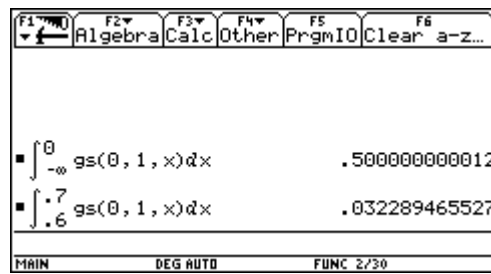 F1 F2 F3 F4 F5 F6
Algebra Calc Other PrgmIO Clear a-z…
∫0 -∞ gs(0,1,x)dx .500000000012
∫.7 .6 gs(0,1,x)dx .032289465527
MAIN DEG AUTO FUNC 2/30